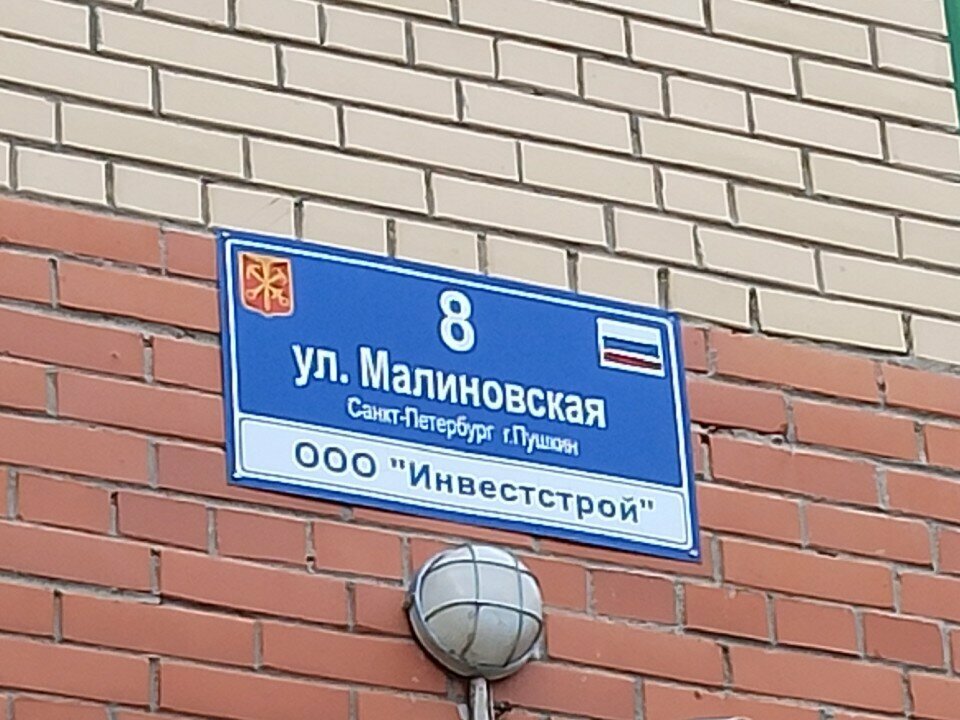 8
ул. Малиновская
Санкт-Петербург г.Пушкин
ООО "Инвестстрой"